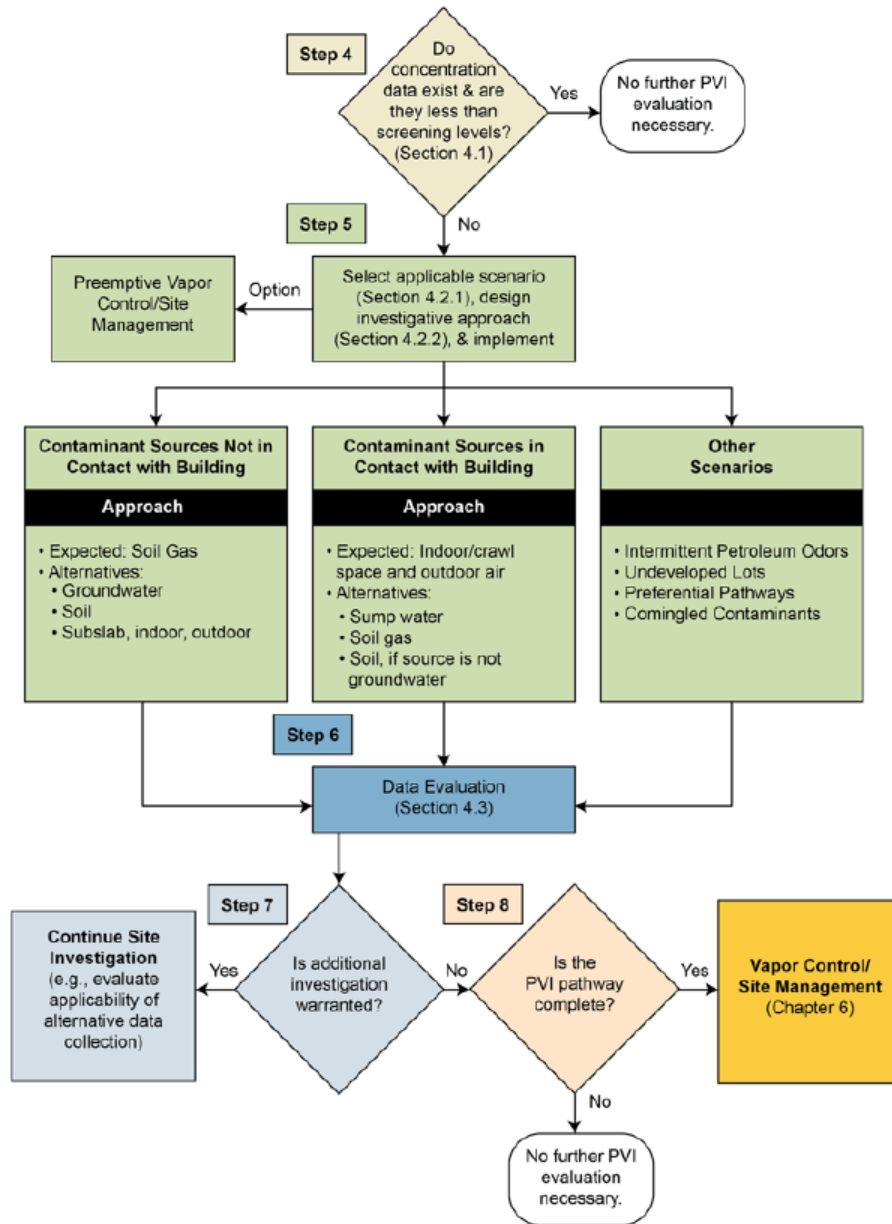 Step 4
Do
concentration
data exist & are
they less than
screening levels?
(Section 4.1)
Yes
No further PVI
evaluation
necessary.
No
Step 5
Preemptive Vapor
Control/Site
Management
Option
Select applicable scenario
(Section 4.2.1), design
investigative approach
(Section 4.2.2), & implement
Contaminant Sources Not in
Contact with Building
Approach
• Expected: Soil Gas
• Alternatives:
• Groundwater
• Soil
• Subslab, indoor, outdoor
Contaminant Sources in
Contact with Building
Approach
• Expected: Indoor/crawl
space and outdoor air
• Alternatives:
• Sump water
• Soil gas
• Soil, if source is not
groundwater
Other
Scenarios
• Intermittent Petroleum Odors
• Undeveloped Lots
• Preferential Pathways
• Comingled Contaminants
Step 6
Data Evaluation
(Section 4.3)
Step 7
Continue Site
Investigation
(e.g., evaluate
applicability of
alternative data
collection)
Yes
Is additional
investigation
warranted?
No
Step 8
Is the
PVI pathway
complete?
Yes
Vapor Control/
Site Management
(Chapter 6)
No
No further PVI
evaluation
necessary.